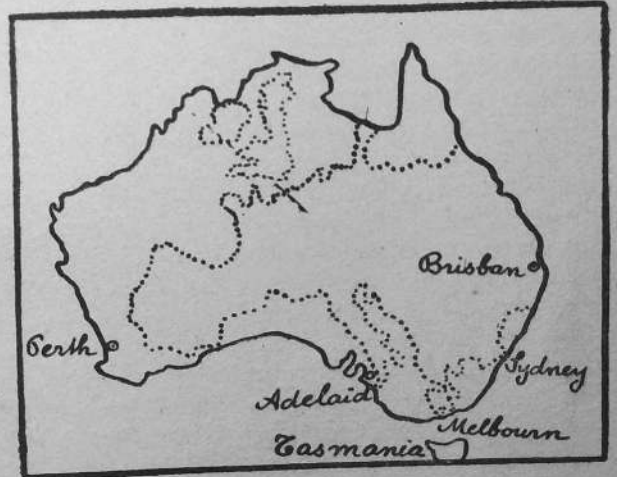 Brisban
Perth
Sydney
Adelaid
Melbourn
Tasmania